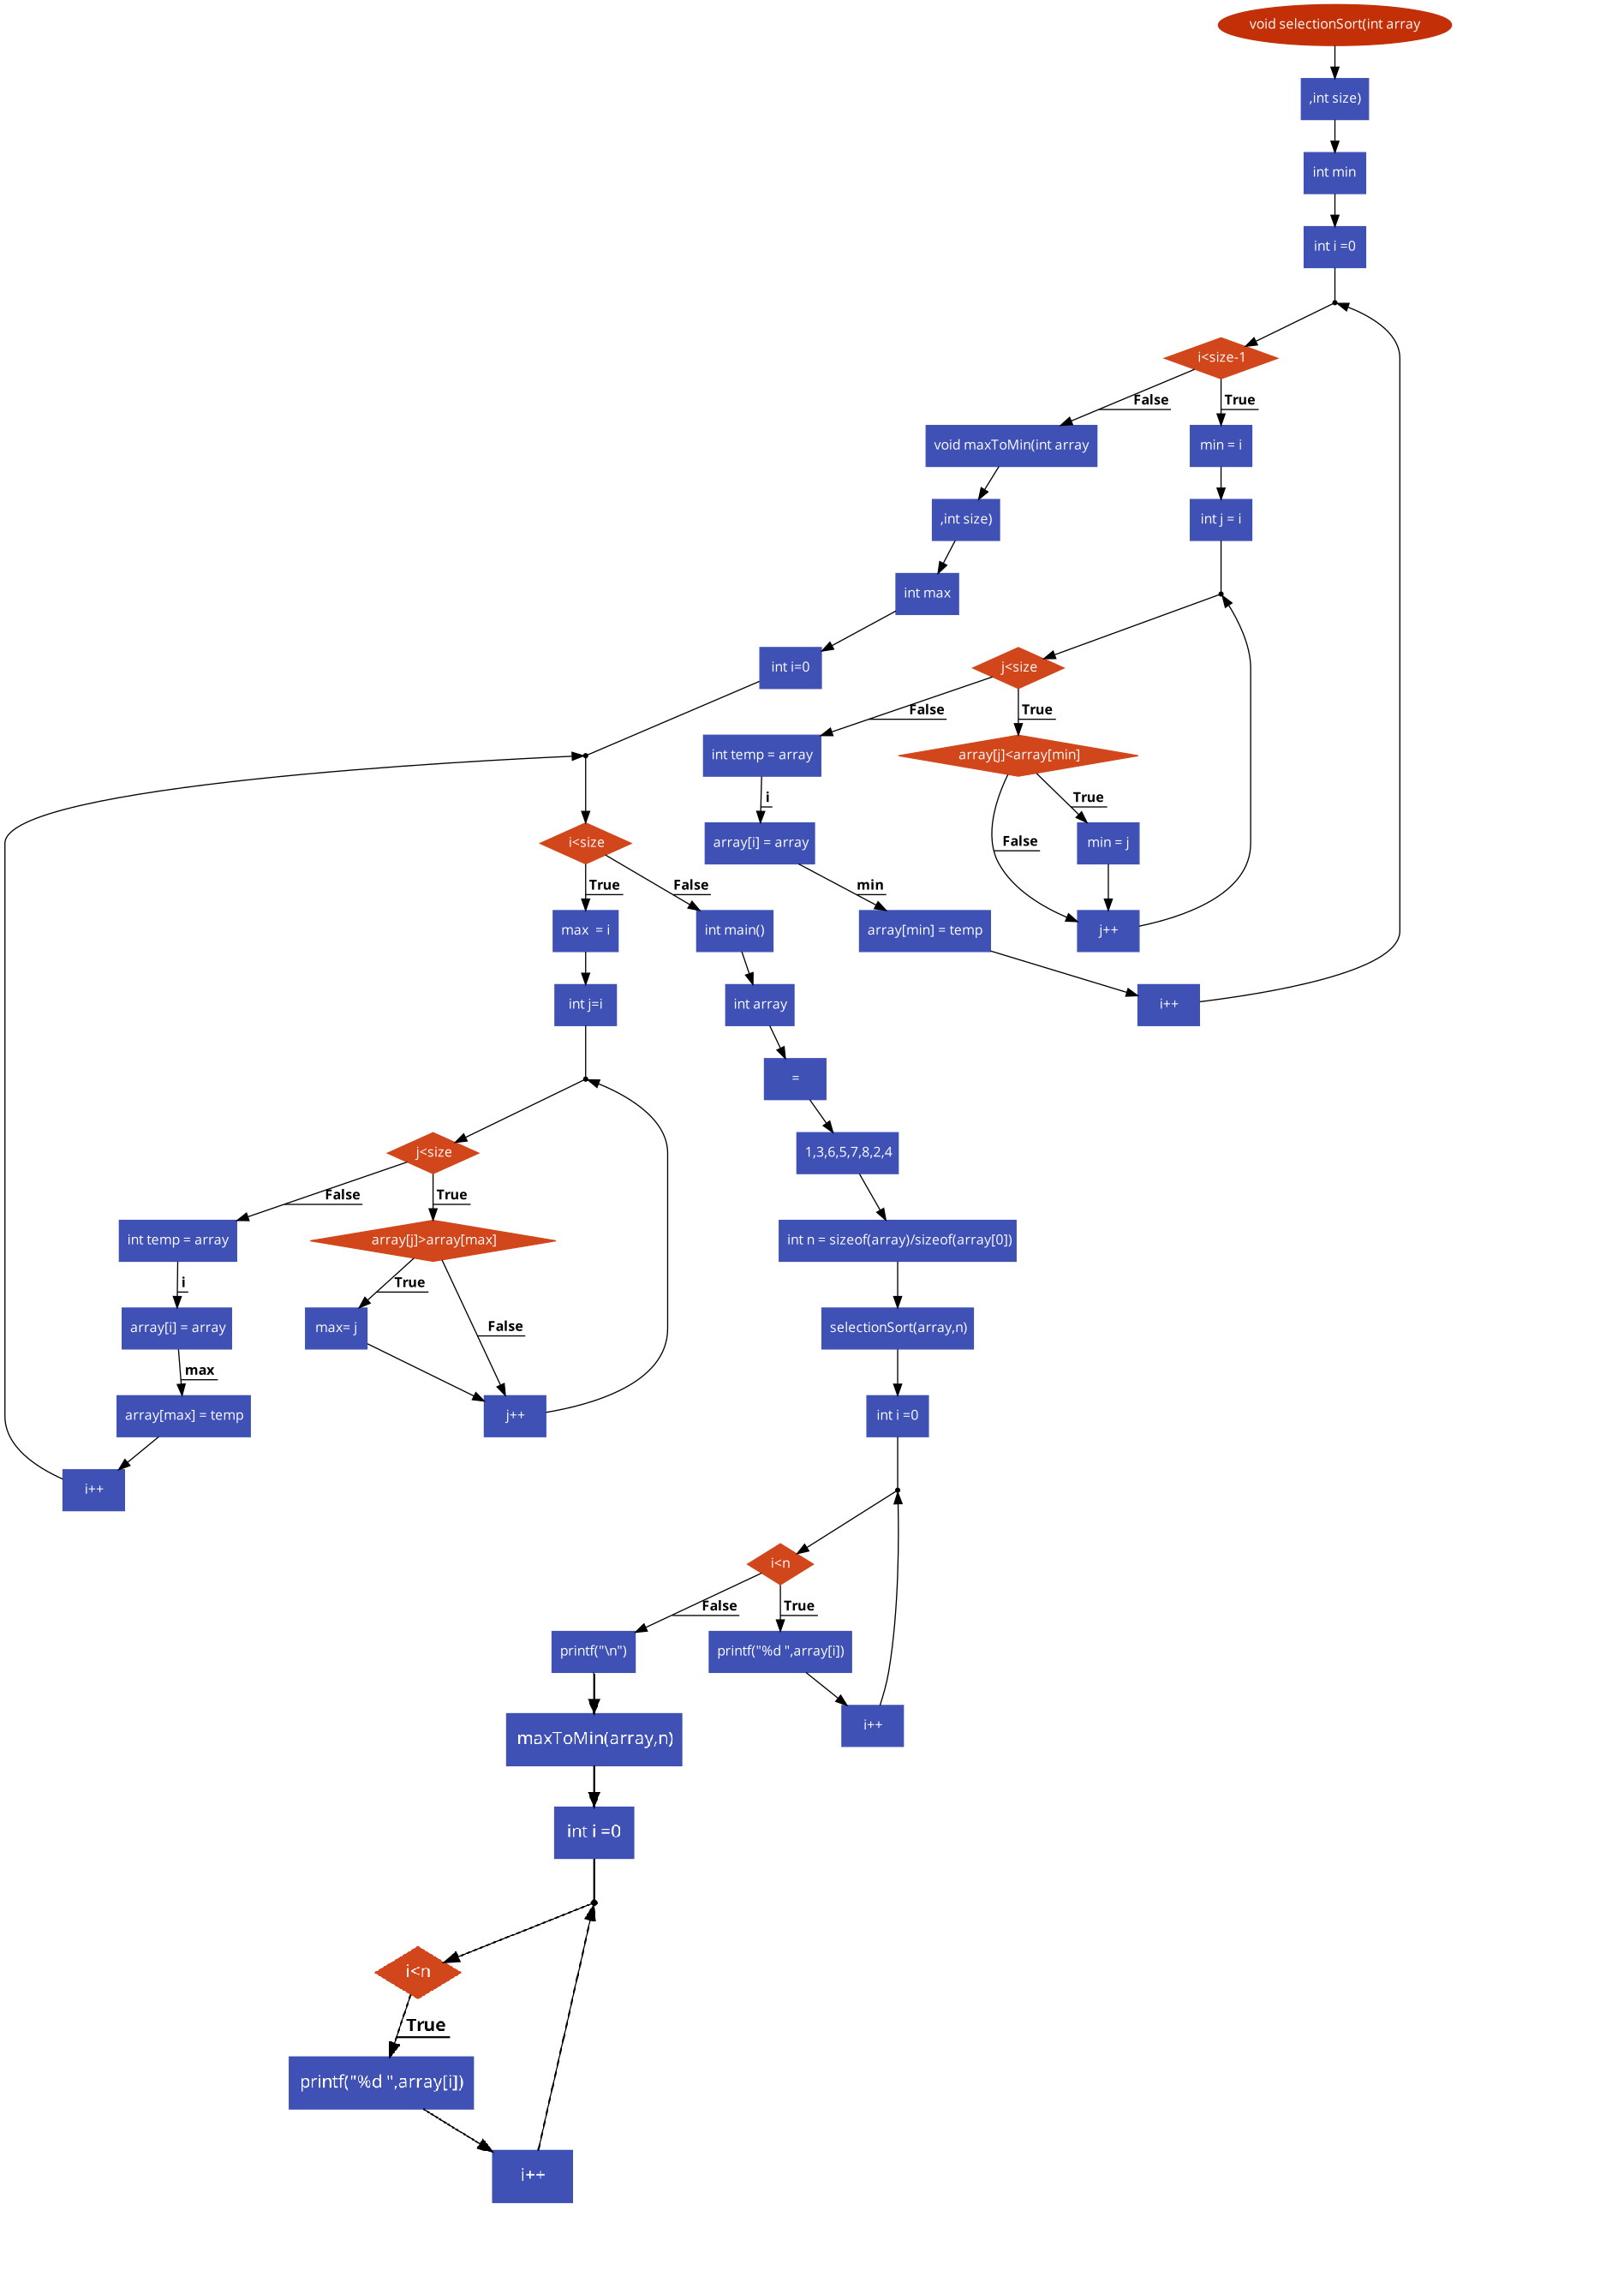 void selectionSort(int array
,int size)
int min
int i =0
i<size-1
False
True
void maxToMin(int array
min = i
,int size)
int j = i
int max
int i=0
j<size
False
True
int temp = array
array[j]<array[min]
i
True
i<size
array[i] = array
False
min = j
True
False
min
max  = i
int main()
array[min] = temp
j++
int j=i
int array
i++
=
j<size
1,3,6,5,7,8,2,4
False
True
int temp = array
array[j]>array[max]
int n = sizeof(array)/sizeof(array[0])
i
True
array[i] = array
max= j
False
selectionSort(array,n)
max
array[max] = temp
j++
int i =0
i++
i<n
False
True
printf("\n")
printf("%d ",array[i])
i++
maxToMin(array,n)
int i =0
i<n
True
printf("%d ",array[i])
i++